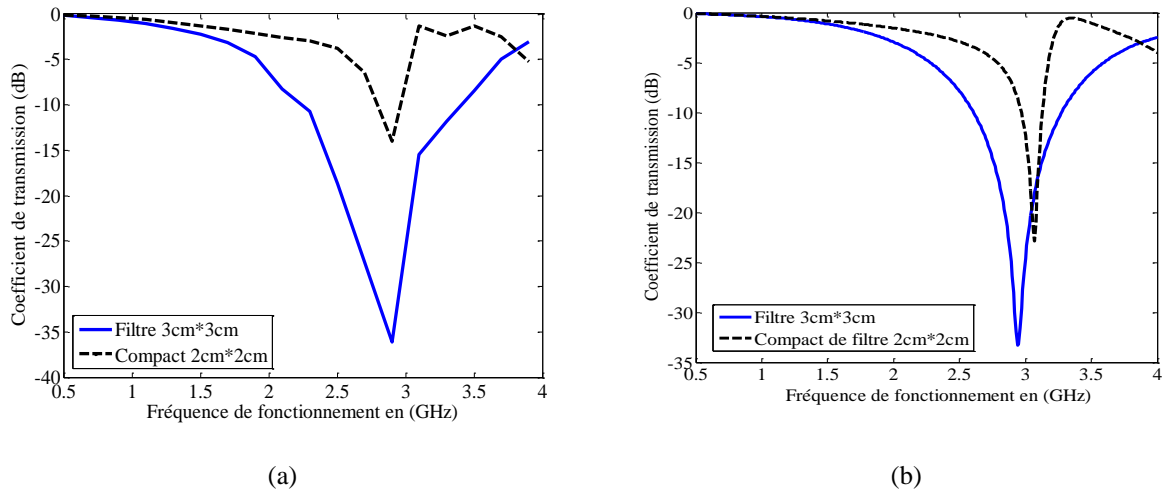 0
-5
-10
-15
-20
-25
-30
-35
-40
Coefficient de transmission (dB)
Filtre 3cm*3cm
Compact 2cm*2cm
0.5 1 1.5 2 2.5 3 3.5 4
Fréquence de fonctionnement en (GHz)
(a)
0
-5
-10
-15
-20
-25
-30
-35
Coefficient de transmission (dB)
Filtre 3cm*3cm
Compact de filtre 2cm*2cm
0.5 1 1.5 2 2.5 3 3.5 4
Fréquence de fonctionnement en (GHz)
(b)